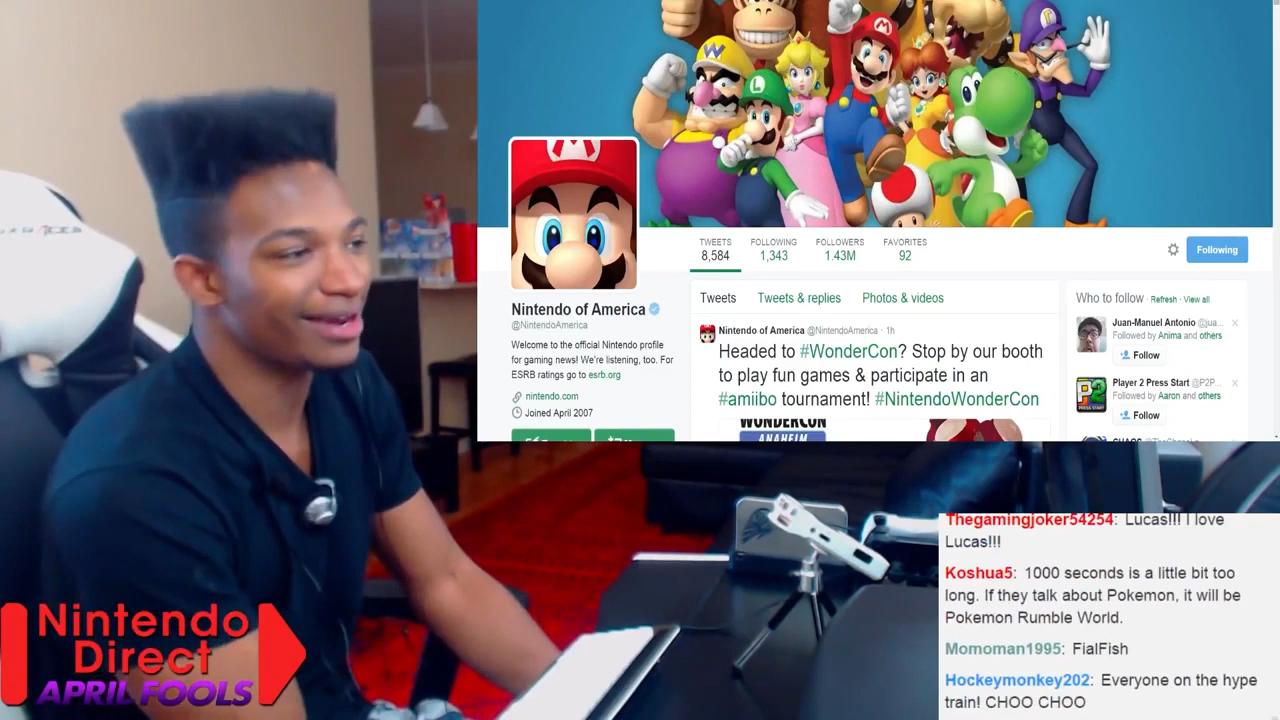 TWEETS
8,584
FOLLOWING
1,343
FOLLOWERS
1.43M
FAVORITES
92
Following
Nintendo of America
@NintendoAmerica
Welcome to the official Nintendo profile
for gaming news! We're listening, too. For
ESRB ratings go to esrb.org
nintendo.com
Joined April 2007
Tweets
Tweets & replies
Photos & videos
Nintendo of America @NintendoAmerica · 1h
Headed to #WonderCon? Stop by our booth
to play fun games & participate in an
#amiibo tournament! #NintendoWonderCon
WONDERCON
ANAHEIM
Who to follow · Refresh · View all
Juan-Manuel Antonio @jua...
Followed by Anima and others
Follow
Player 2 Press Start @P2P...
Followed by Aaron and others
Follow
Thegamingjoker54254: Lucas!!! I love
Lucas!!!
Koshua5: 1000 seconds is a little bit too
long. If they talk about Pokemon, it will be
Pokemon Rumble World.
Momoman1995: FialFish
Hockeymonkey202: Everyone on the hype
train! CHOO CHOO
Nintendo
Direct
APRIL FOOLS